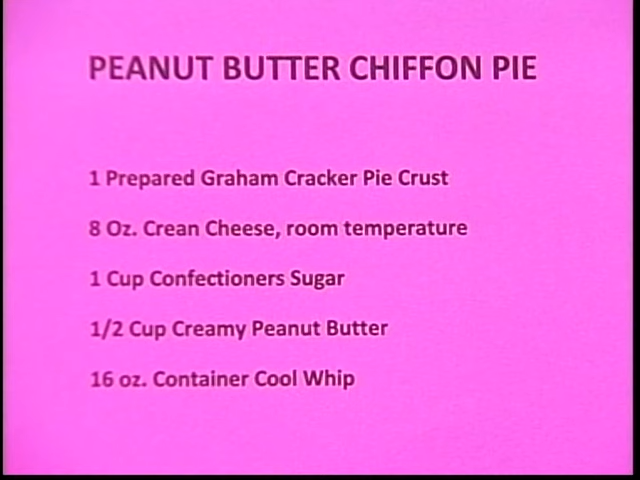 PEANUT BUTTER CHIFFON PIE
1 Prepared Graham Cracker Pie Crust
8 Oz. Crean Cheese, room temperature
1 Cup Confectioners Sugar
1/2 Cup Creamy Peanut Butter
16 oz. Container Cool Whip